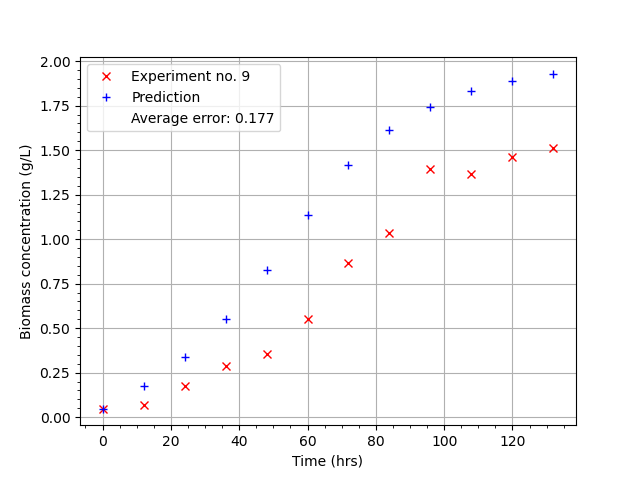 Experiment no. 9
Prediction
Average error: 0.177
2.00
1.75
1.50
1.25
1.00
0.75
0.50
0.25
0.00
Biomass concentration (g/L)
0 20 40 60 80 100 120
Time (hrs)